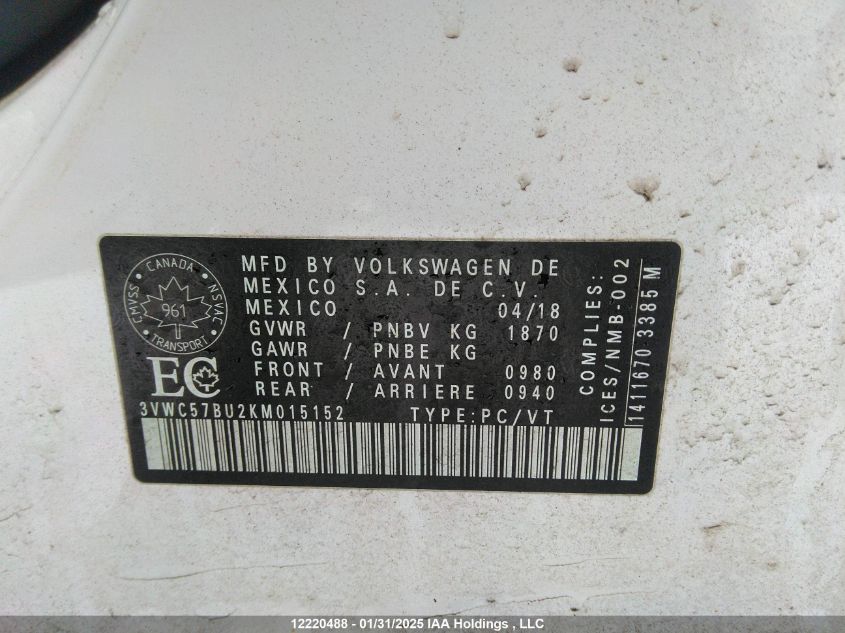 CANADA
CMVSS
NSVAC
961
TRANSPORT
EC
MFD BY VOLKSWAGEN DE
MEXICO S.A. DE C.V.
MEXICO 04/18
GVWR / PNBV KG 1870
GAWR / PNBE KG
FRONT / AVANT 0980
REAR / ARRIERE 0940
3VWC57BU2KM015152 TYPE:PC/VT
COMPLIES:
ICES/NMB-002
1411670 3385 M
12220488 - 01/31/2025 IAA Holdings, LLC